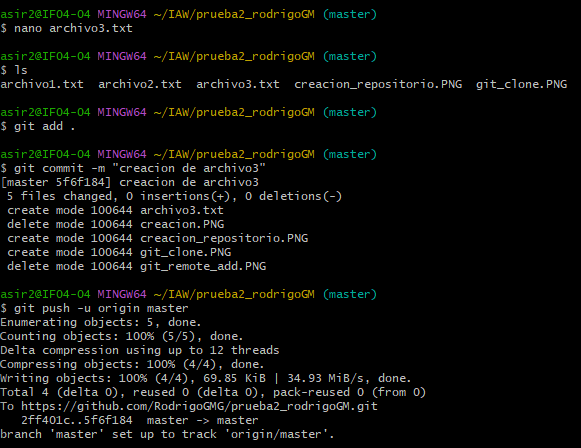 asir2@IF04-04 MINGW64 ~/IAW/prueba2_rodrigoGM (master)
$ nano archivo3.txt
asir2@IF04-04 MINGW64 ~/IAW/prueba2_rodrigoGM (master)
$ ls
archivo1.txt  archivo2.txt  archivo3.txt  creacion_repositorio.PNG  git_clone.PNG
asir2@IF04-04 MINGW64 ~/IAW/prueba2_rodrigoGM (master)
$ git add .
asir2@IF04-04 MINGW64 ~/IAW/prueba2_rodrigoGM (master)
$ git commit -m "creacion de archivo3"
[master 5f6f184] creacion de archivo3
 5 files changed, 0 insertions(+), 0 deletions(-)
 create mode 100644 archivo3.txt
 delete mode 100644 creacion.PNG
 create mode 100644 creacion_repositorio.PNG
 create mode 100644 git_clone.PNG
 delete mode 100644 git_remote_add.PNG
asir2@IF04-04 MINGW64 ~/IAW/prueba2_rodrigoGM (master)
$ git push -u origin master
Enumerating objects: 5, done.
Counting objects: 100% (5/5), done.
Delta compression using up to 12 threads
Compressing objects: 100% (4/4), done.
Writing objects: 100% (4/4), 69.85 KiB | 34.93 MiB/s, done.
Total 4 (delta 0), reused 0 (delta 0), pack-reused 0 (from 0)
To https://github.com/RodrigoGMG/prueba2_rodrigoGM.git
   2ff401c..5f6f184  master -> master
branch 'master' set up to track 'origin/master'.